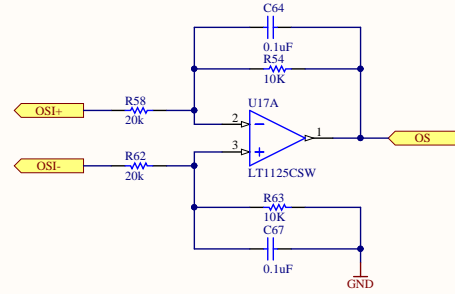 C64
0.1uF
R54
10K
OSI+
R58
20k
U17A
2
1
OS
OSI-
R62
20k
3
LT1125CSW
R63
10K
C67
0.1uF
GND